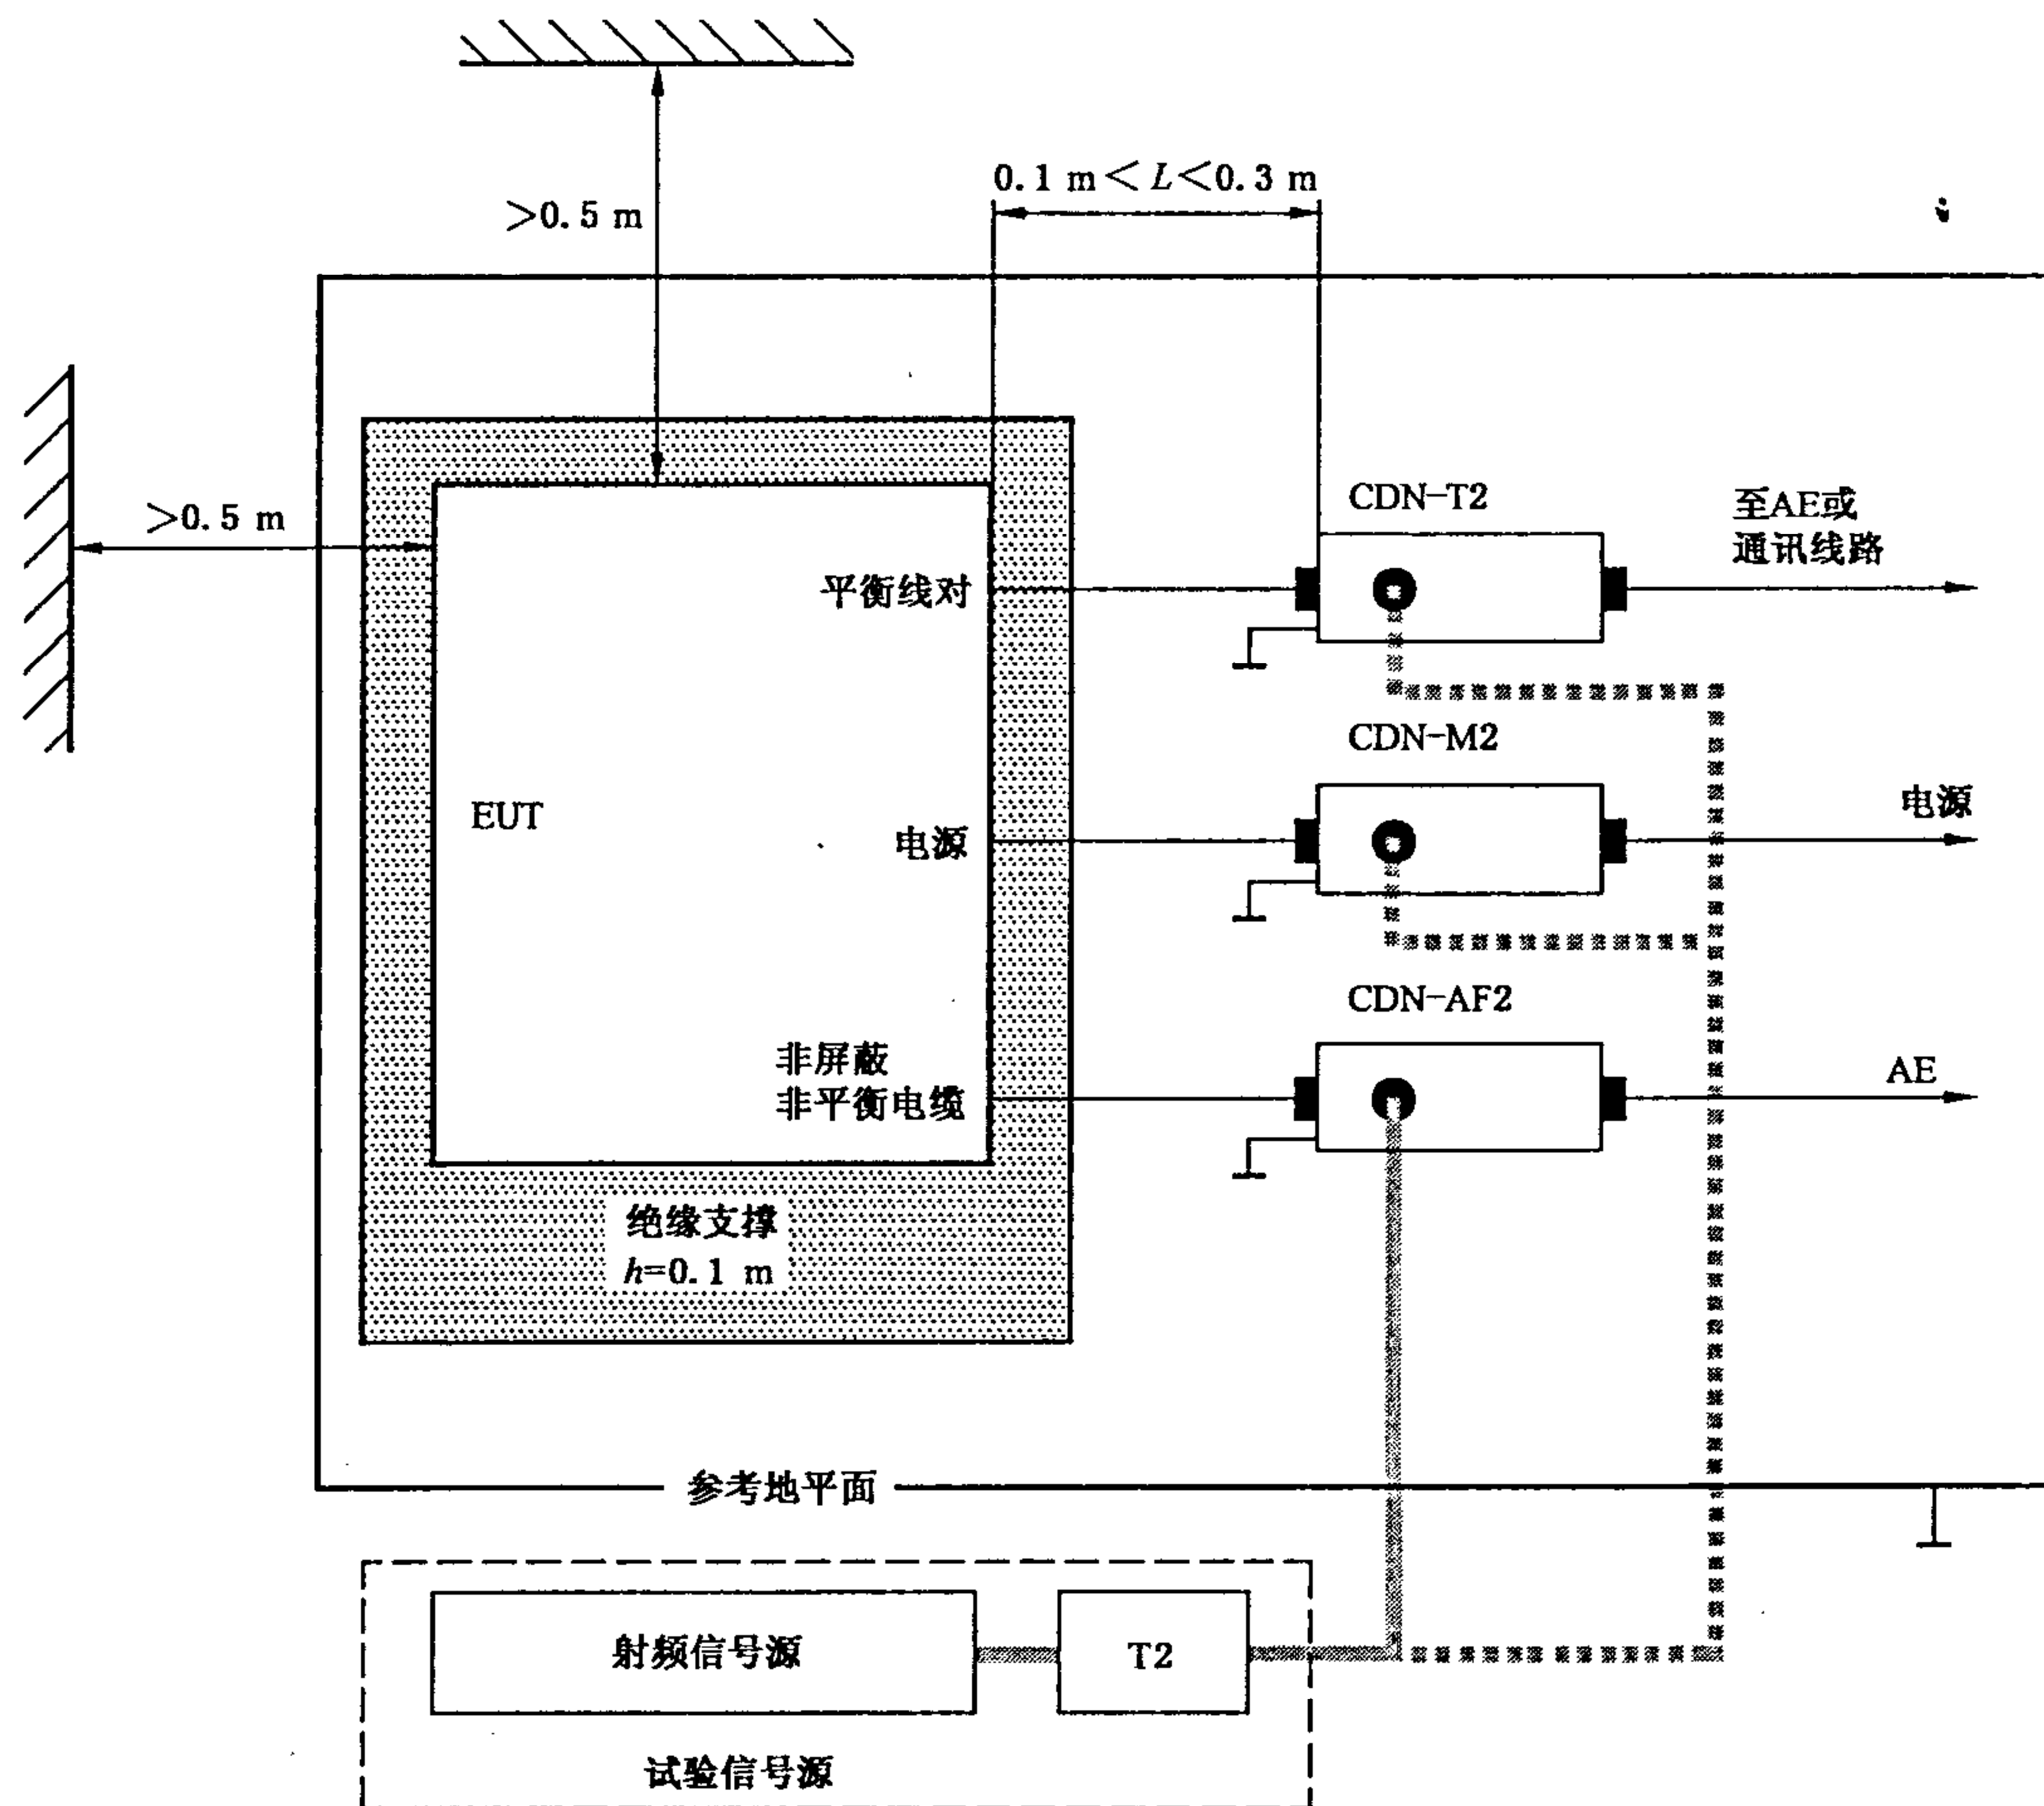 >0.5 m
0.1 m<L<0.3 m
>0.5 m
CDN-T2
至AE或
通讯线路
平衡线对
CDN-M2
EUT
电源
电源
CDN-AF2
非屏蔽
非平衡电缆
AE
绝缘支撑
h=0.1 m
参考地平面
射频信号源
T2
试验信号源